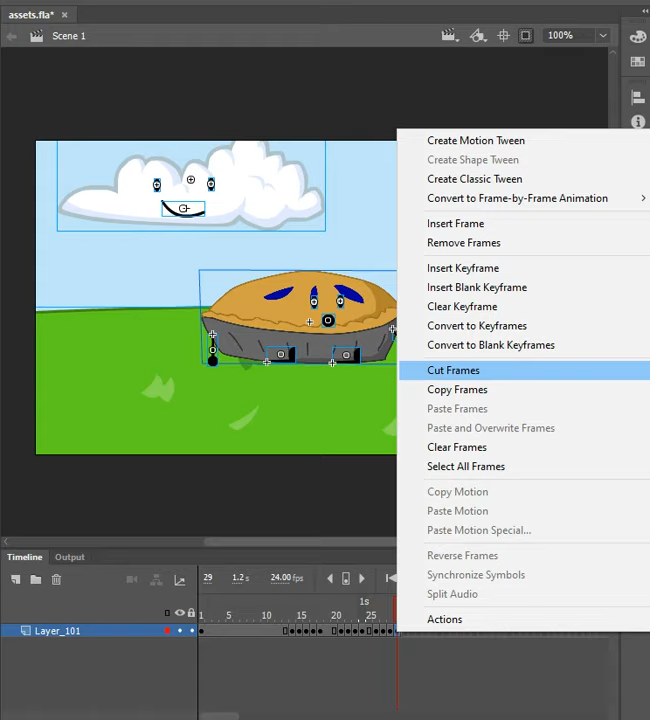 assets.fla* ×
Scene 1
100%
Create Motion Tween
Create Shape Tween
Create Classic Tween
Convert to Frame-by-Frame Animation
Insert Frame
Remove Frames
Insert Keyframe
Insert Blank Keyframe
Clear Keyframe
Convert to Keyframes
Convert to Blank Keyframes
Cut Frames
Copy Frames
Paste Frames
Paste and Overwrite Frames
Clear Frames
Select All Frames
Copy Motion
Paste Motion
Paste Motion Special...
Reverse Frames
Synchronize Symbols
Split Audio
Actions
Timeline Output
29 1.2 s 24.00 fps
1s
1 5 10 15 20 25
Layer_101